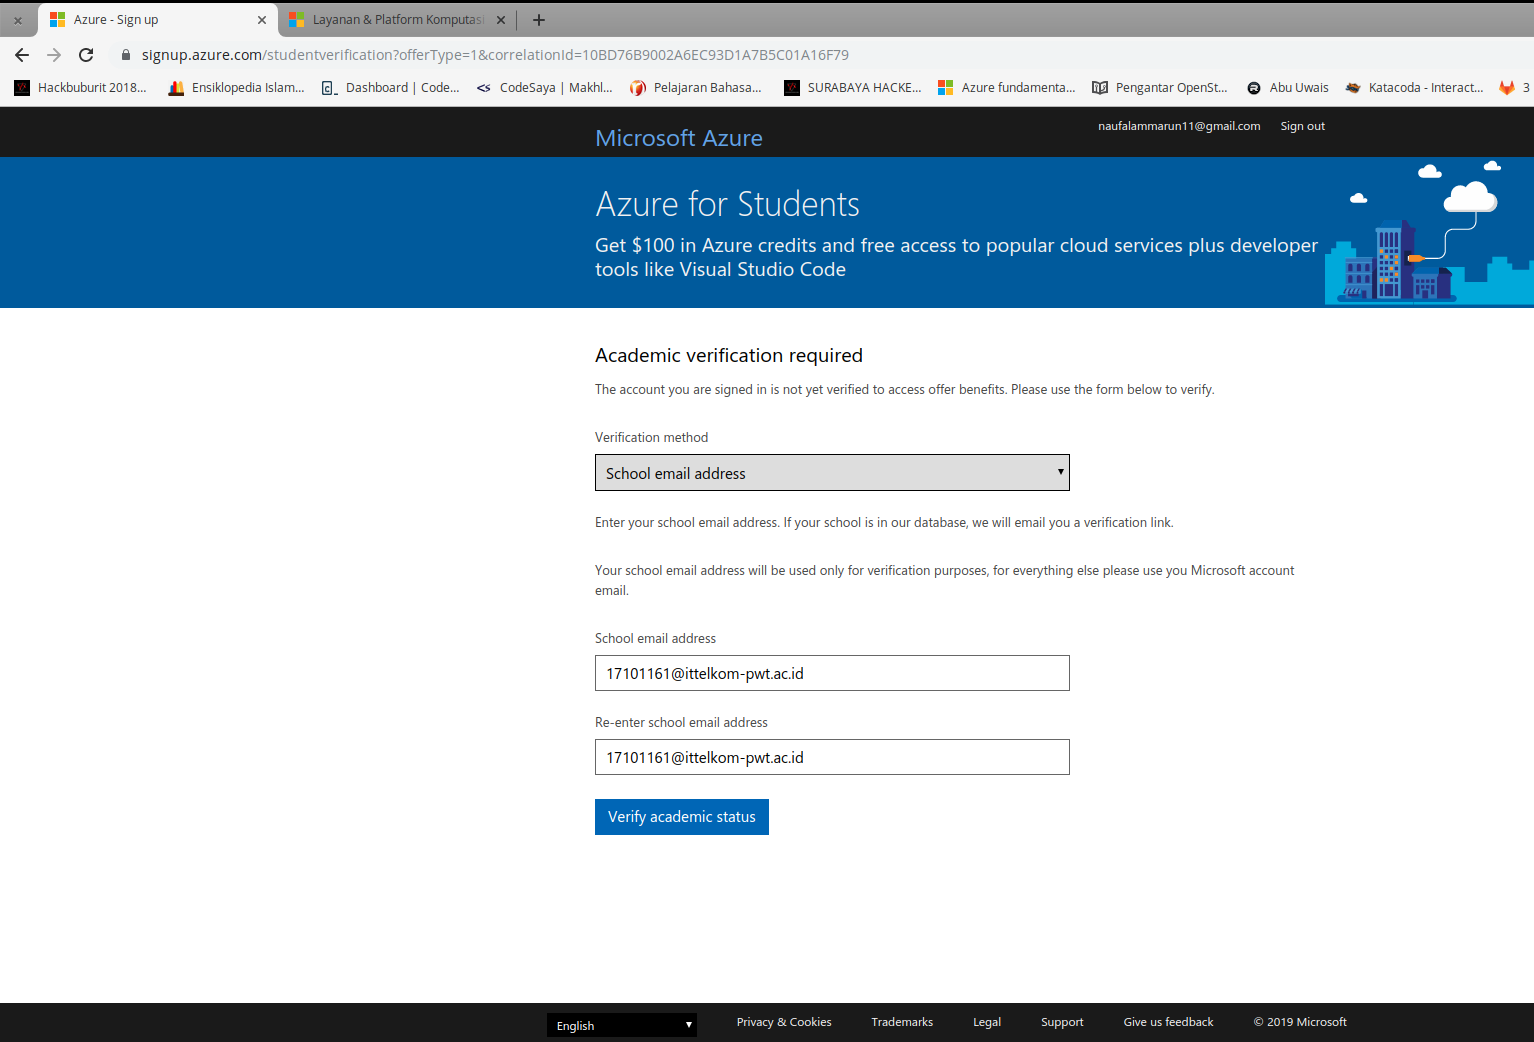 Azure - Sign up
Layanan & Platform Komputasi
signup.azure.com/studentverification?offerType=1&correlationId=10BD76B9002A6EC93D1A7B5C01A16F79
Hackbuburit 2018... Ensiklopedia Islam... Dashboard | Code... CodeSaya | Makhl... Pelajaran Bahasa... SURABAYA HACKE... Azure fundamenta... Pengantar OpenSt... Abu Uwais Katacoda - Interact... 3
Microsoft Azure
naufalammarun11@gmail.com Sign out
Azure for Students
Get $100 in Azure credits and free access to popular cloud services plus developer
tools like Visual Studio Code
Academic verification required
The account you are signed in is not yet verified to access offer benefits. Please use the form below to verify.
Verification method
School email address
Enter your school email address. If your school is in our database, we will email you a verification link.
Your school email address will be used only for verification purposes, for everything else please use you Microsoft account
email.
School email address
17101161@ittelkom-pwt.ac.id
Re-enter school email address
17101161@ittelkom-pwt.ac.id
Verify academic status
English Privacy & Cookies Trademarks Legal Support Give us feedback © 2019 Microsoft